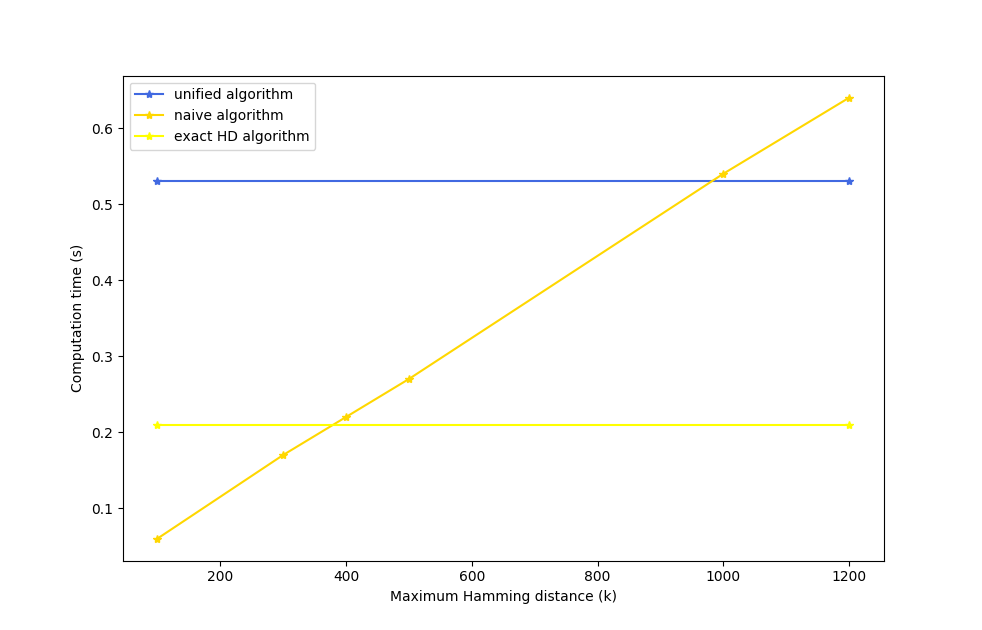 unified algorithm
naive algorithm
exact HD algorithm
0.6
0.5
0.4
0.3
0.2
0.1
Computation time (s)
200 400 600 800 1000 1200
Maximum Hamming distance (k)